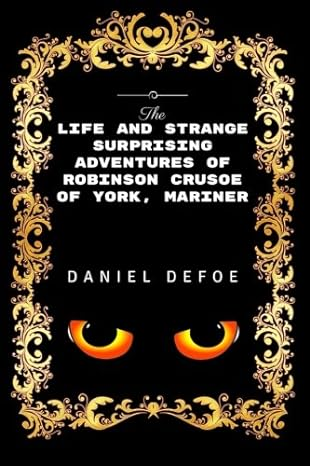 The
LIFE AND STRANGE
SURPRISING
ADVENTURES OF
ROBINSON CRUSOE
OF YORK, MARINER
DANIEL DEFOE